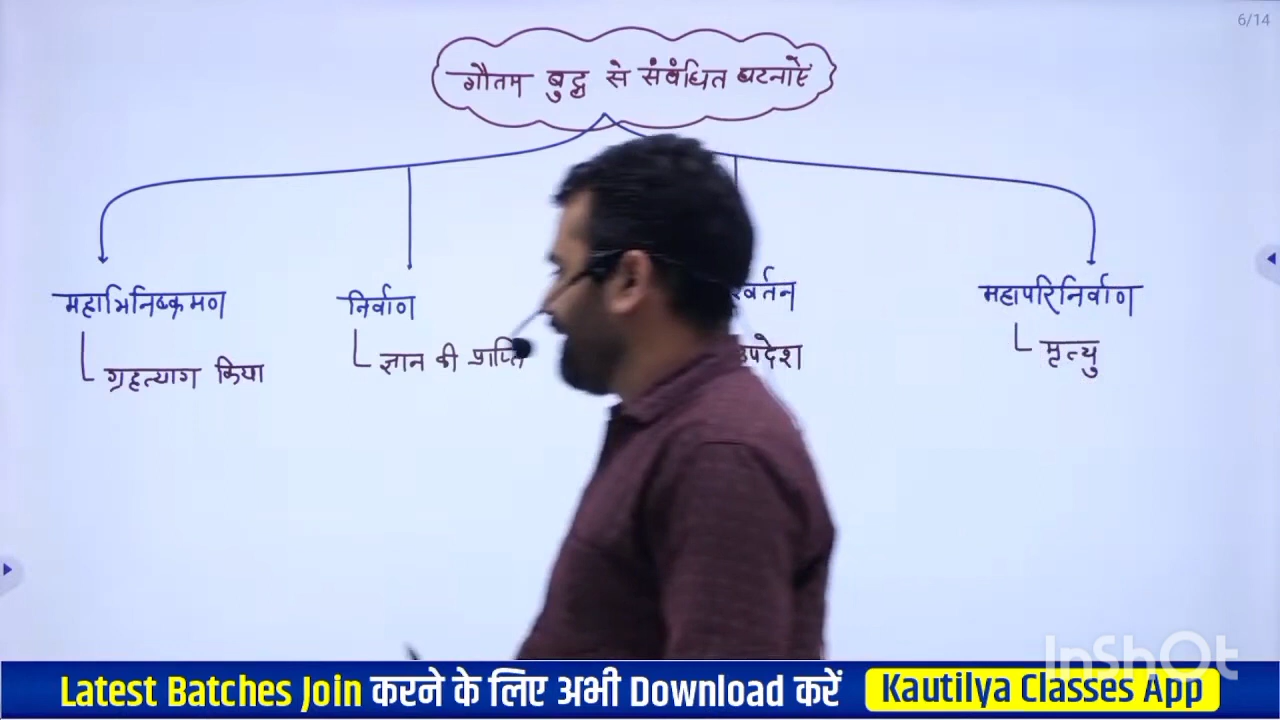 6/14
गौतम बुद्ध से संबंधित घटनाऐं
महाभिनिष्क्रमण
ग्रहत्याग किया
निर्वाण
ज्ञान की प्राप्ति
महापरिनिर्वाण
मृत्यु
Latest Batches Join करने के लिए अभी Download करें Kautilya Classes App
InShOt